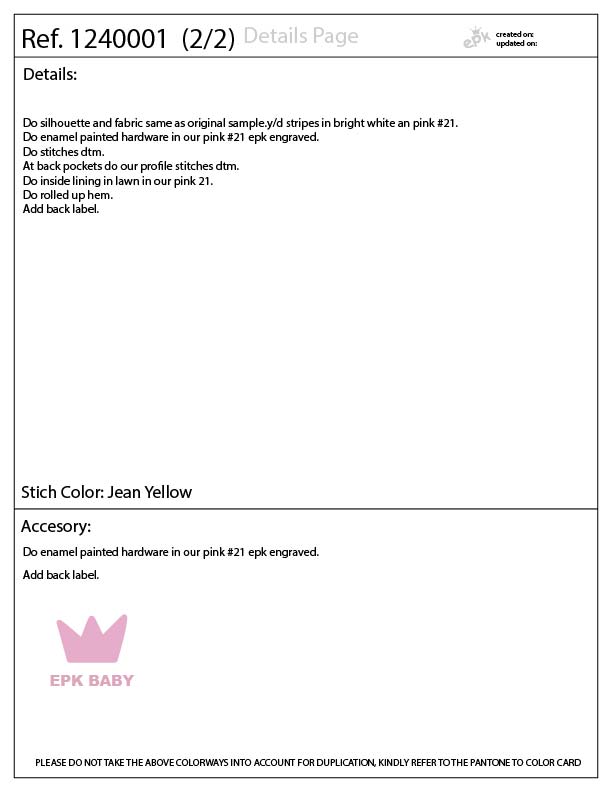 Ref. 1240001 (2/2) Details Page
epk
created on:
updated on:
Details:
Do silhouette and fabric same as original sample.y/d stripes in bright white an pink #21.
Do enamel painted hardware in our pink #21 epk engraved.
Do stitches dtm.
At back pockets do our profile stitches dtm.
Do inside lining in lawn in our pink 21.
Do rolled up hem.
Add back label.
Stich Color: Jean Yellow
Accesory:
Do enamel painted hardware in our pink #21 epk engraved.
Add back label.
EPK BABY
PLEASE DO NOT TAKE THE ABOVE COLORWAYS INTO ACCOUNT FOR DUPLICATION, KINDLY REFER TO THE PANTONE TO COLOR CARD